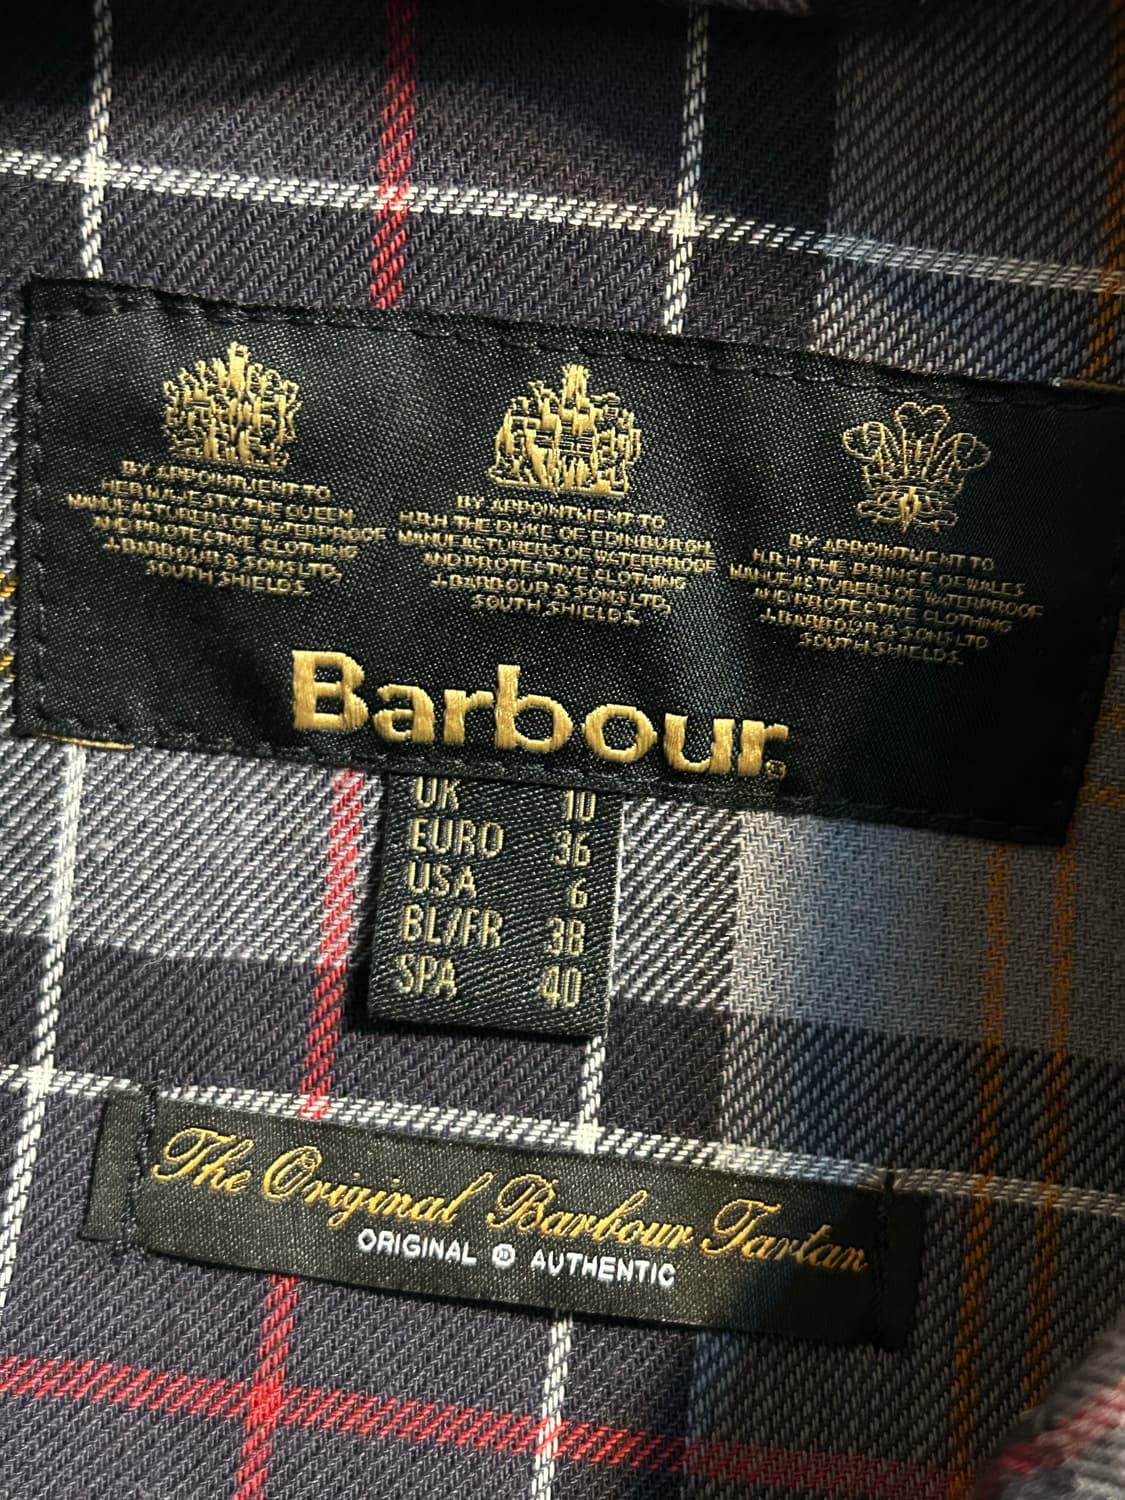 BY APPOINTMENT TO
HER MAJESTY THE QUEEN
MANUFACTURERS OF WATERPROOF
AND PROTECTIVE CLOTHING
J. BARBOUR & SONS LTD,
SOUTH SHIELDS.
BY APPOINTMENT TO
H.R.H THE DUKE OF EDINBURGH
MANUFACTURERS OF WATERPROOF
AND PROTECTIVE CLOTHING
J. BARBOUR & SONS LTD,
SOUTH SHIELDS.
BY APPOINTMENT TO
H.R.H. THE PRINCE OF WALES
MANUFACTURERS OF WATERPROOF
AND PROTECTIVE CLOTHING
J. BARBOUR & SONS LTD
SOUTH SHIELDS.
Barbour®
UK 10
EURO 36
USA 6
BL/FR 38
SPA 40
The Original Barbour Tartan
ORIGINAL AUTHENTIC